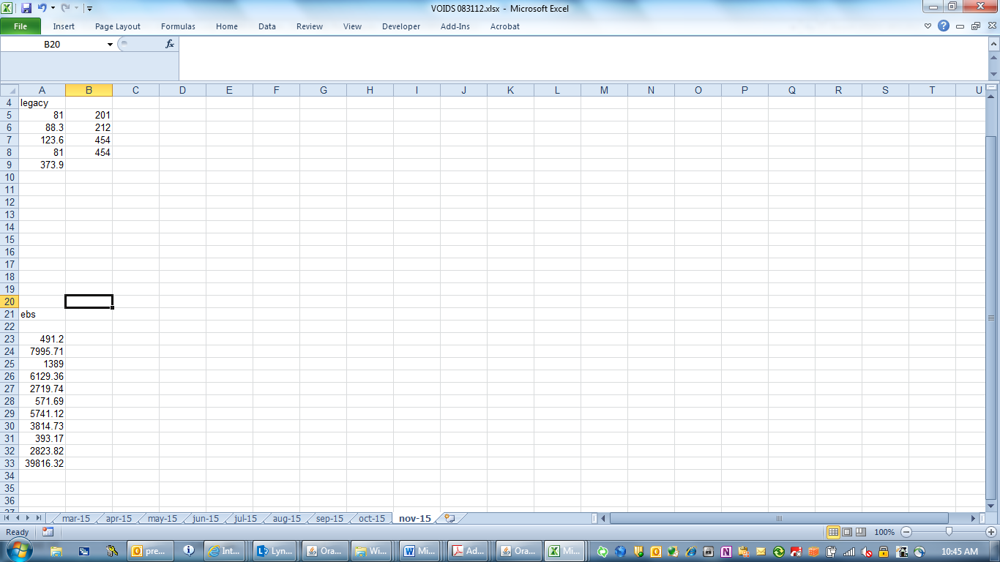 VOIDS 083112.xlsx - Microsoft Excel
File Insert Page Layout Formulas Home Data Review View Developer Add-Ins Acrobat
B20 fx
A B C D E F G H I J K L M N O P Q R S T U
4 legacy
5 81 201
6 88.3 212
7 123.6 454
8 81 454
9 373.9
10
11
12
13
14
15
16
17
18
19
20
21 ebs
22
23 491.2
24 7995.71
25 1389
26 6129.36
27 2719.74
28 571.69
29 5741.12
30 3814.73
31 393.17
32 2823.82
33 39816.32
34
35
36
37
mar-15 apr-15 may-15 jun-15 jul-15 aug-15 sep-15 oct-15 nov-15
Ready 100%
pre... Int... Lyn... Ora... Wi... Mi... Ad... Ora... Mi... 10:45 AM